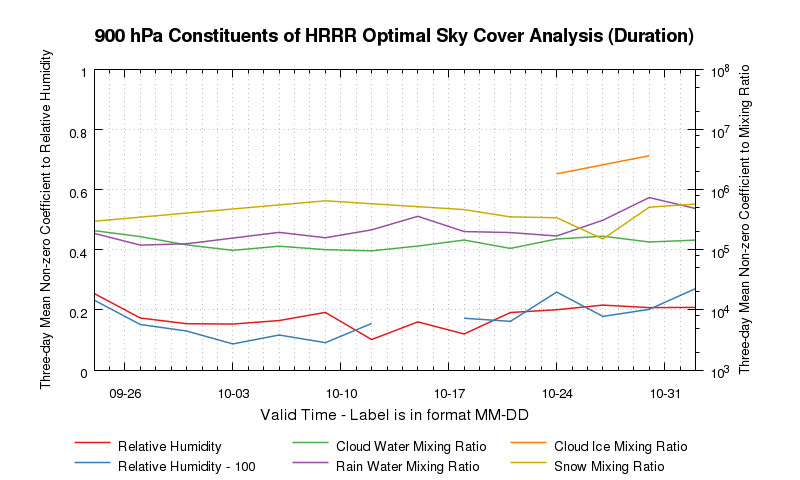 900 hPa Constituents of HRRR Optimal Sky Cover Analysis (Duration)
Three-day Mean Non-zero Coefficient to Relative Humidity
1
0.8
0.6
0.4
0.2
0
10^8
10^7
10^6
10^5
10^4
10^3
Three-day Mean Non-zero Coefficient to Mixing Ratio
09-26 10-03 10-10 10-17 10-24 10-31
Valid Time - Label is in format MM-DD
Relative Humidity Cloud Water Mixing Ratio Cloud Ice Mixing Ratio
Relative Humidity - 100 Rain Water Mixing Ratio Snow Mixing Ratio